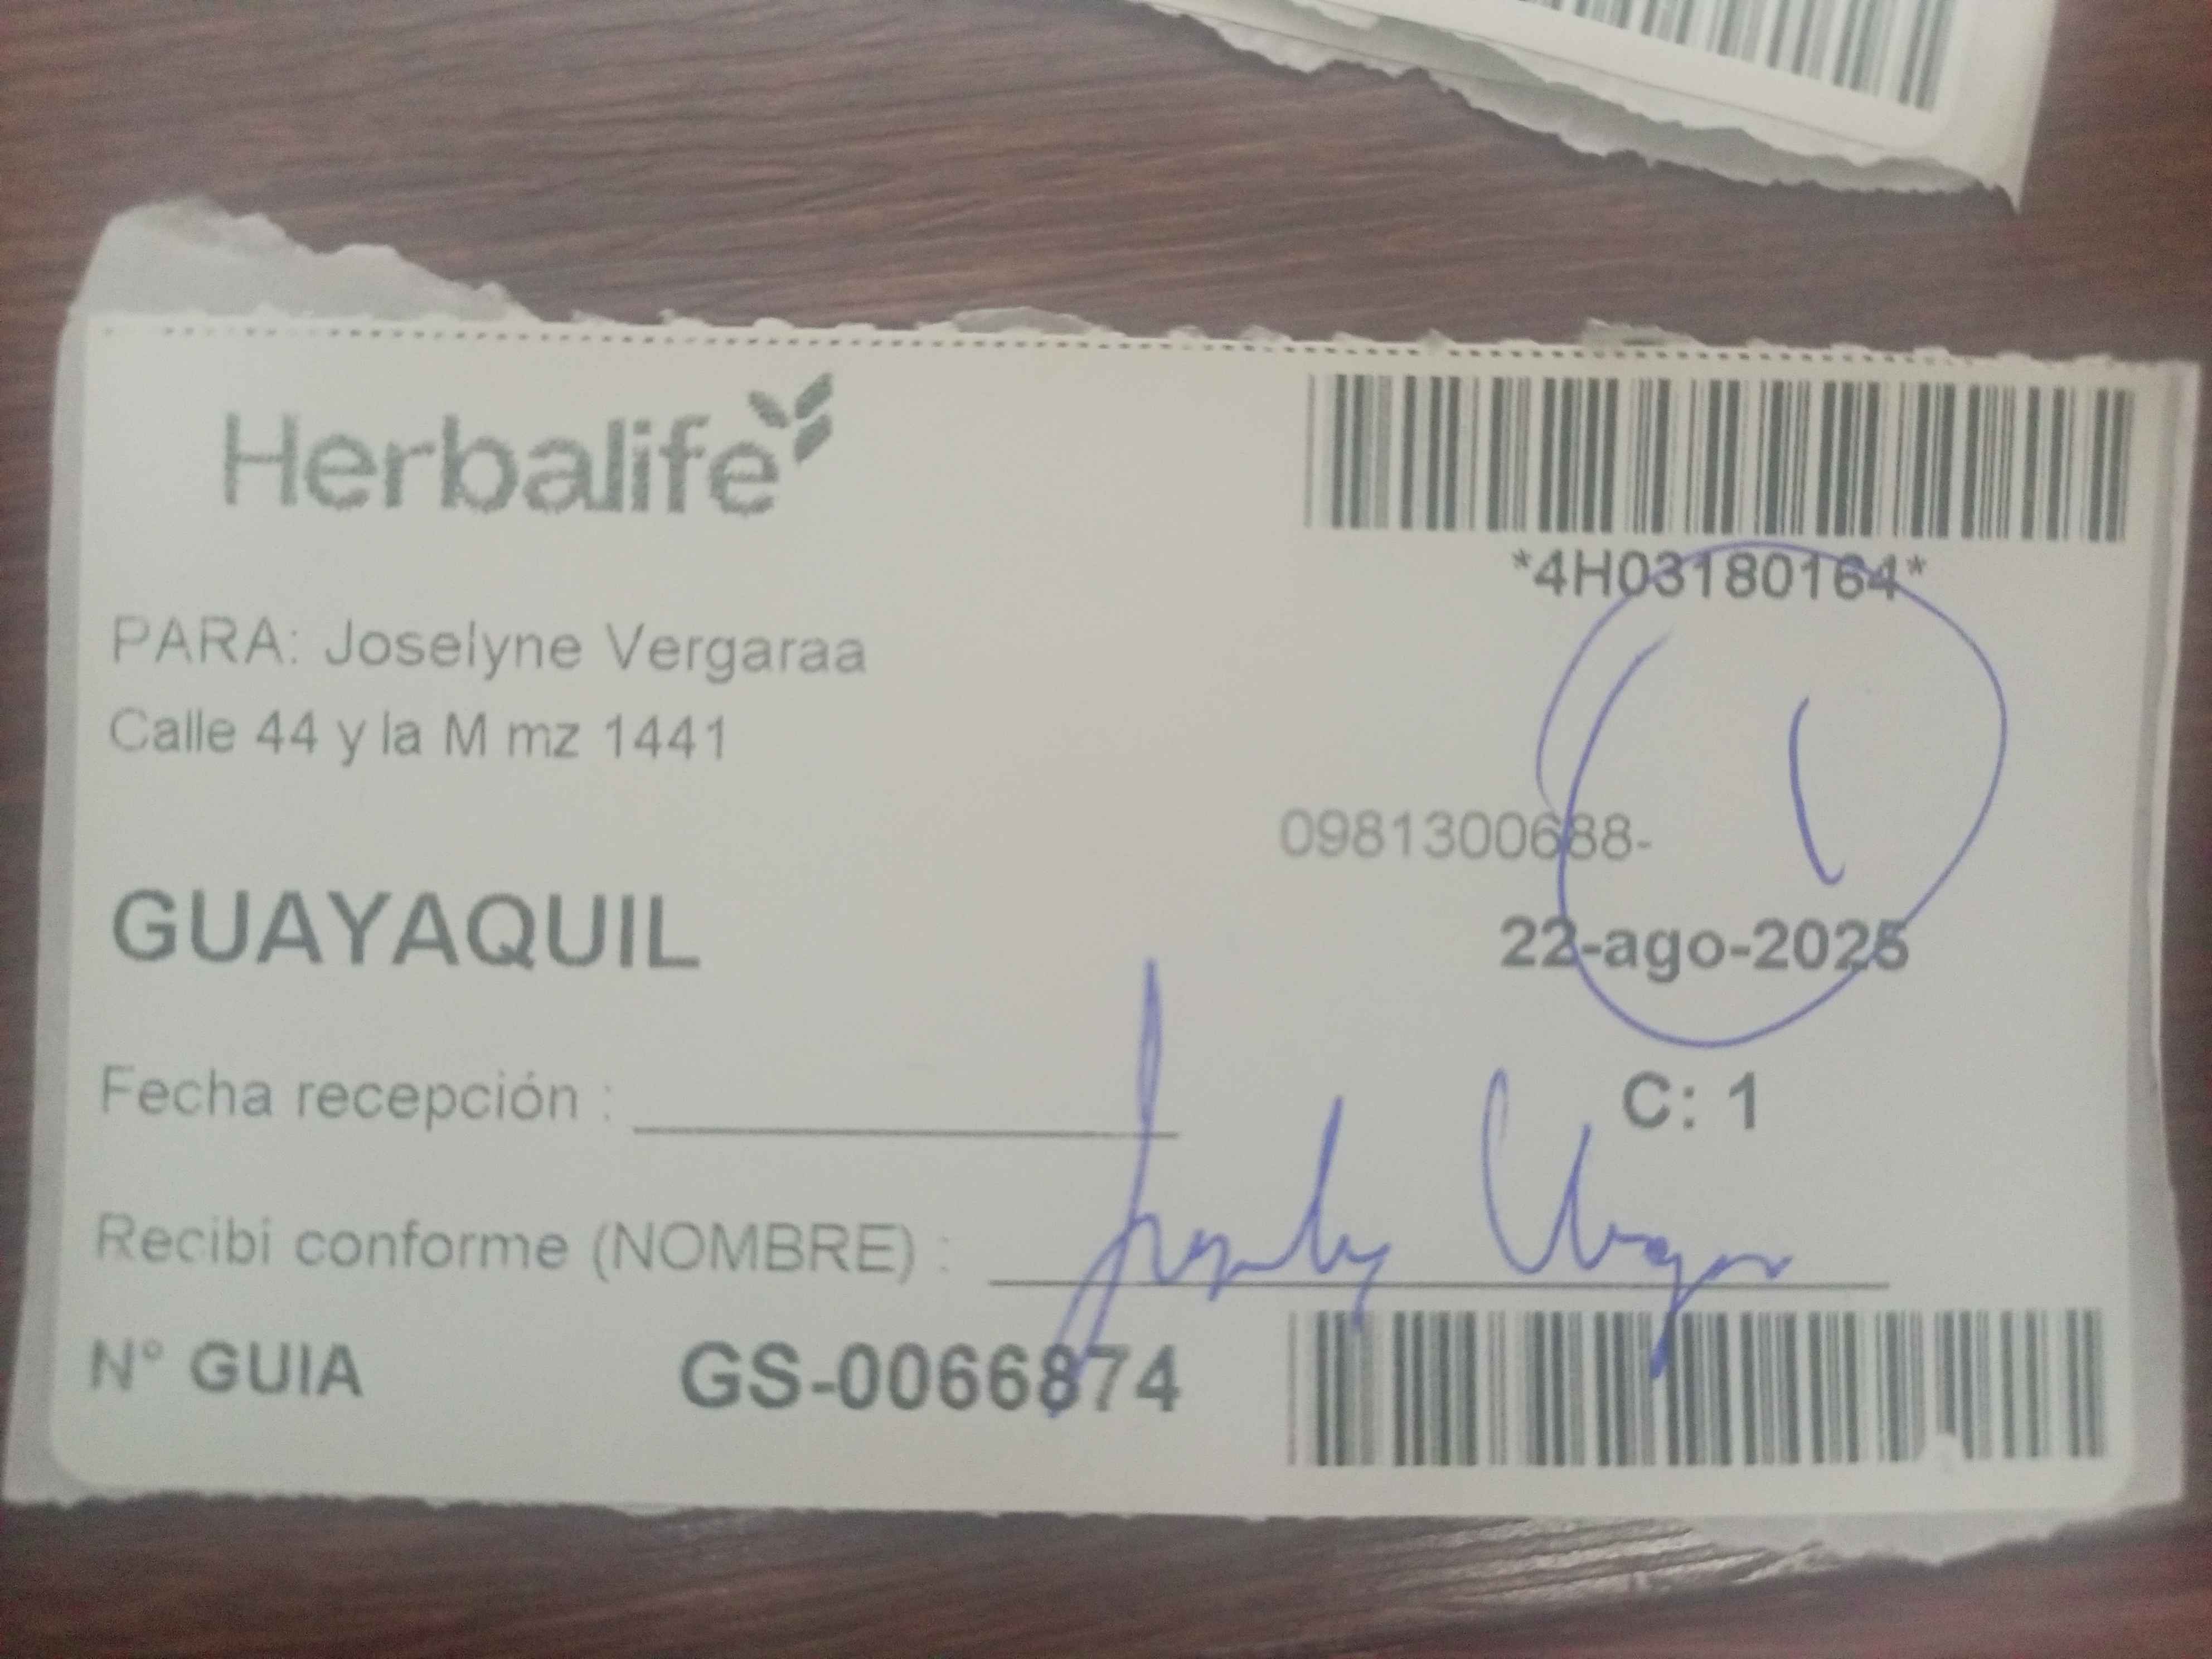 Herbalife
*4H03180164*
PARA: Joselyne Vergaraa
Calle 44 y la M mz 1441
0981300688-
GUAYAQUIL
22-ago-2025
Fecha recepción :
C: 1
Recibi conforme (NOMBRE) :
N° GUIA GS-0066874